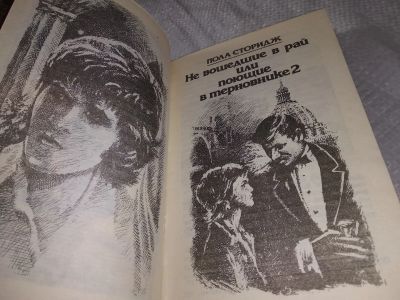 ПОЛА СТОРИДЖ
НЕ ВОШЕДШИЕ В РАЙ
ИЛИ
ПОЮЩИЕ
В ТЕРНОВНИКЕ 2